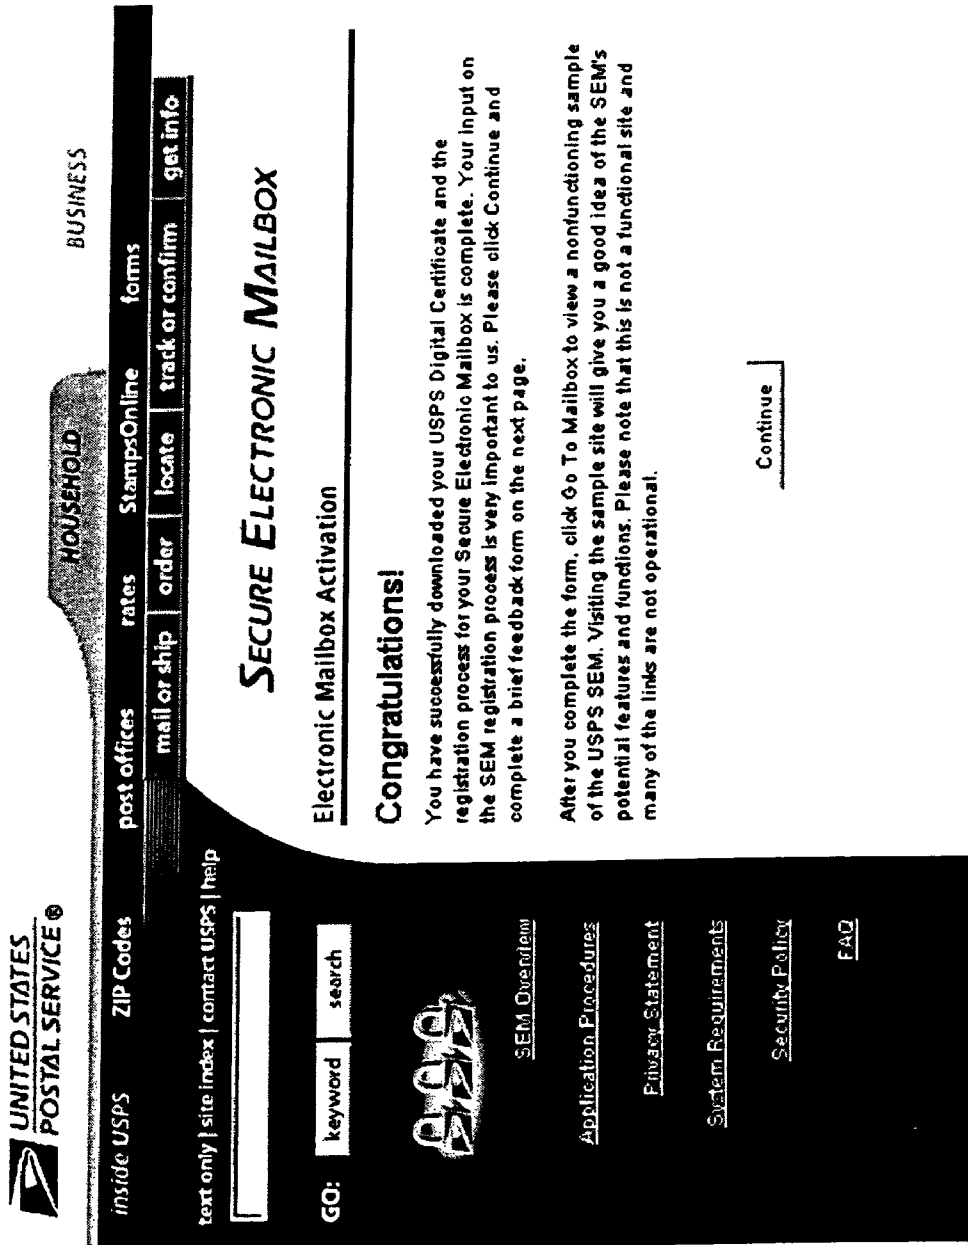 UNITED STATES
POSTAL SERVICE ®
HOUSEHOLD
BUSINESS
inside USPS
ZIP Codes
post offices
rates
StampsOnline
forms
mail or ship
order
locate
track or confirm
get info
text only | site index | contact USPS | help
GO:
keyword
search
SEM Overview
Application Procedures
Privacy Statement
System Requirements
Security Policy
FAQ
SECURE ELECTRONIC MAILBOX
Electronic Mailbox Activation
Congratulations!
You have successfully downloaded your USPS Digital Certificate and the
registration process for your Secure Electronic Mailbox is complete. Your input on
the SEM registration process is very important to us. Please click Continue and
complete a brief feedback form on the next page.
After you complete the form, click Go To Mailbox to view a nonfunctioning sample
of the USPS SEM. Visiting the sample site will give you a good idea of the SEM's
potential features and functions. Please note that this is not a functional site and
many of the links are not operational.
Continue